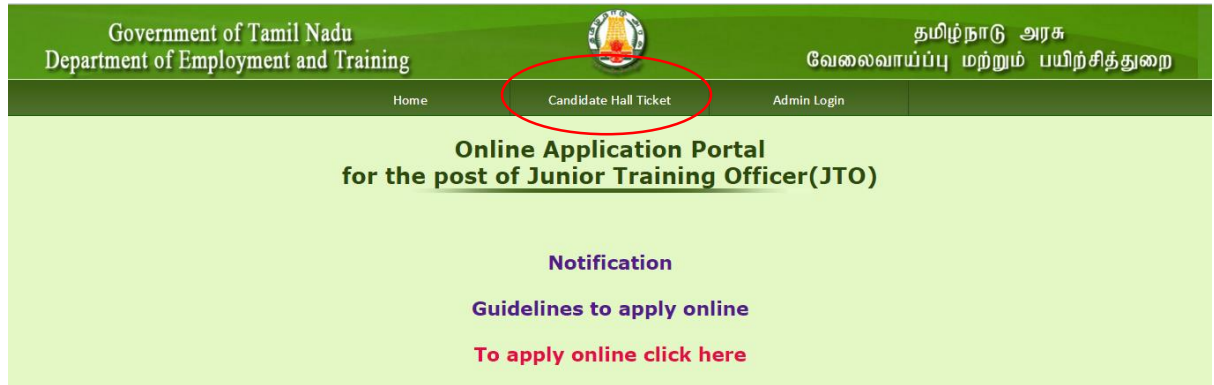 Government of Tamil Nadu
Department of Employment and Training
தமிழ்நாடு அரசு
வேலைவாய்ப்பு மற்றும் பயிற்சித்துறை
Home Candidate Hall Ticket Admin Login
Online Application Portal
for the post of Junior Training Officer(JTO)
Notification
Guidelines to apply online
To apply online click here